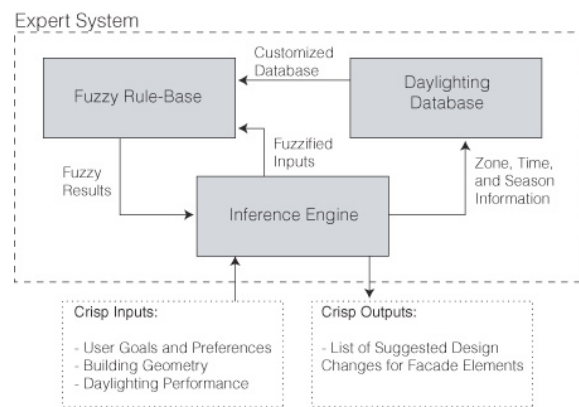 Expert System
Customized
Database
Fuzzy Rule-Base
Daylighting
Database
Fuzzified
Inputs
Fuzzy
Results
Zone, Time,
and Season
Information
Inference Engine
Crisp Inputs:
- User Goals and Preferences
- Building Geometry
- Daylighting Performance
Crisp Outputs:
- List of Suggested Design
Changes for Facade Elements